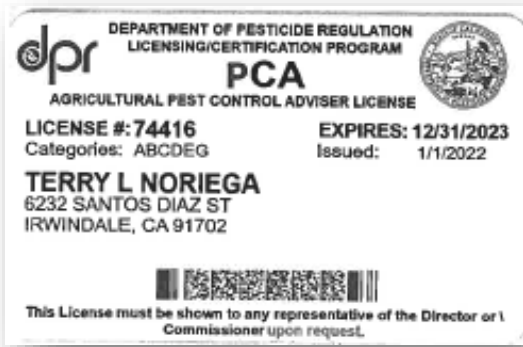 dpr
DEPARTMENT OF PESTICIDE REGULATION
LICENSING/CERTIFICATION PROGRAM
PCA
AGRICULTURAL PEST CONTROL ADVISER LICENSE
LICENSE #: 74416 EXPIRES: 12/31/2023
Categories: ABCDEG Issued: 1/1/2022
TERRY L NORIEGA
6232 SANTOS DIAZ ST
IRWINDALE, CA 91702
This License must be shown to any representative of the Director or \
Commissioner upon request.